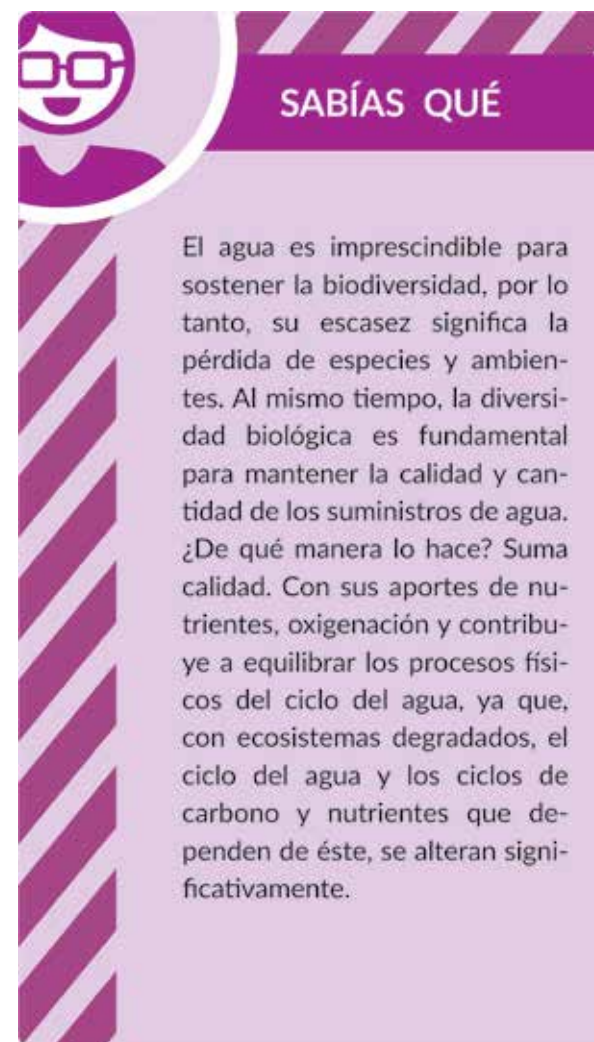 SABÍAS QUÉ
El agua es imprescindible para
sostener la biodiversidad, por lo
tanto, su escasez significa la
pérdida de especies y ambien-
tes. Al mismo tiempo, la diversi-
dad biológica es fundamental
para mantener la calidad y can-
tidad de los suministros de agua.
¿De qué manera lo hace? Suma
calidad. Con sus aportes de nu-
trientes, oxigenación y contribu-
ye a equilibrar los procesos físi-
cos del ciclo del agua, ya que,
con ecosistemas degradados, el
ciclo del agua y los ciclos de
carbono y nutrientes que de-
penden de éste, se alteran signi-
ficativamente.